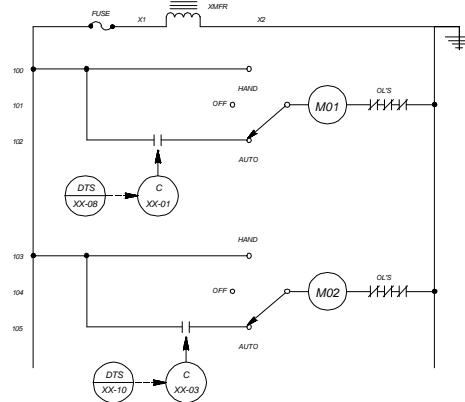 FUSE
X1
XMFR
X2
100
HAND
101
OFF
M01
OL'S
102
AUTO
DTS
XX-08
C
XX-01
103
HAND
104
OFF
M02
OL'S
105
AUTO
DTS
XX-10
C
XX-03